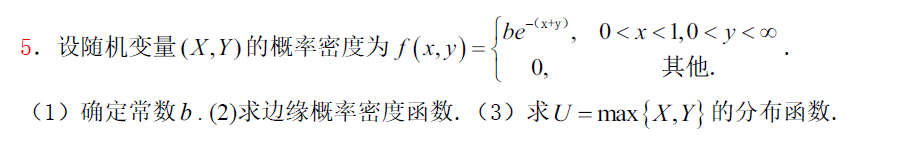 5. 设随机变量(X,Y)的概率密度为 f(x,y)={be^{-(x+y)}, 0<x<1,0<y<∞
0, 其他.
.
(1)确定常数b.(2)求边缘概率密度函数.(3)求U=max{X,Y}的分布函数.